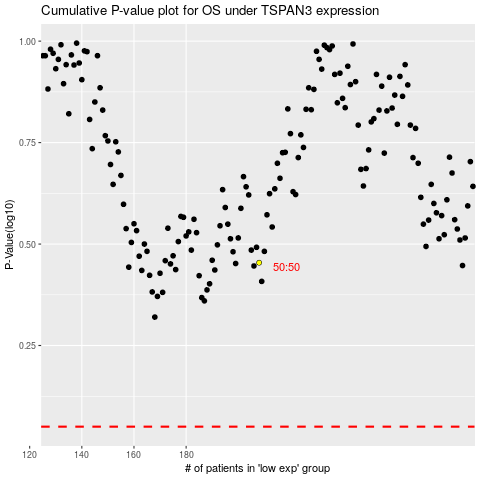 Cumulative P-value plot for OS under TSPAN3 expression
P-Value(log10)
1.00
0.75
0.50
0.25
50:50
120 140 160 180
# of patients in 'low exp' group